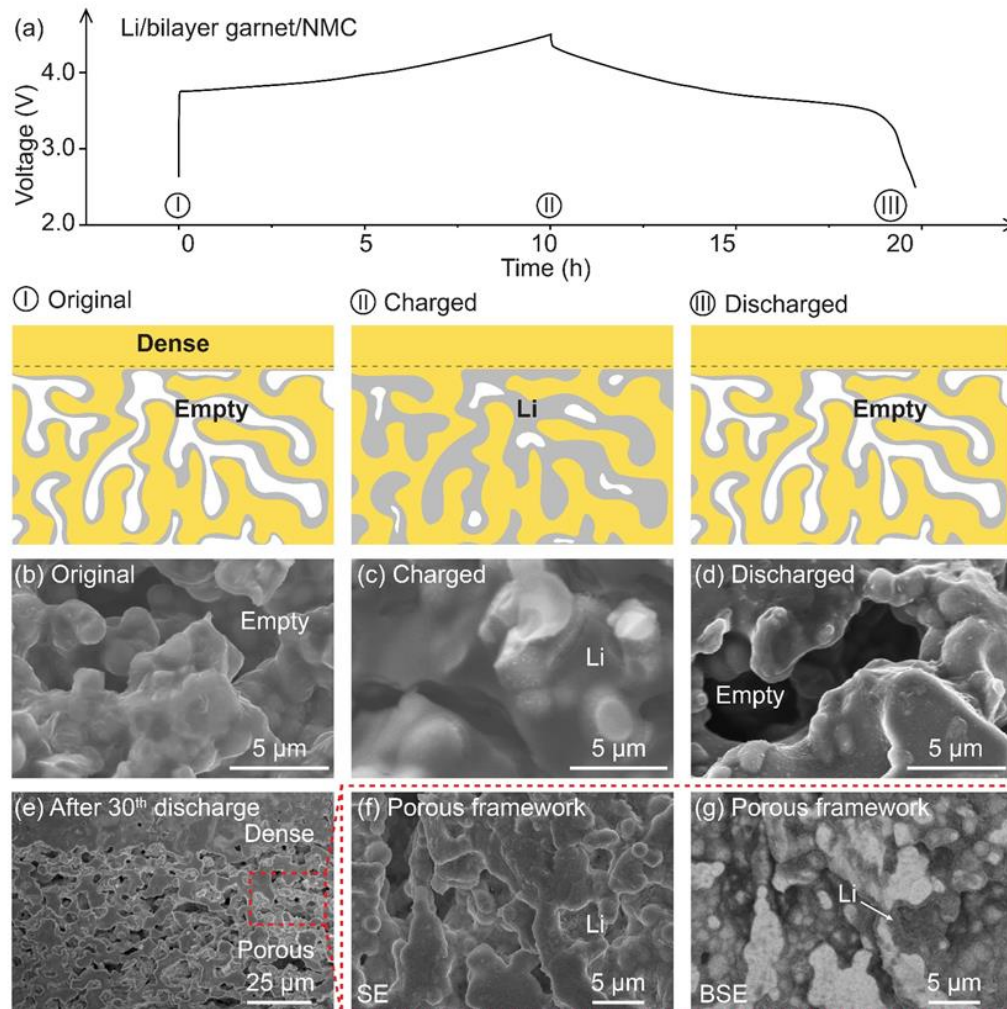 (a) Li/bilayer garnet/NMC
Voltage (V)
4.0
3.0
2.0
Ⓘ Ⓘ︎Ⓘ Ⓘ︎Ⓘ︎Ⓘ
0 5 10 15 20
Time (h)
Ⓘ Original
Ⓘ︎Ⓘ Charged
Ⓘ︎Ⓘ︎Ⓘ Discharged
Dense
Empty
Li
Empty
(b) Original
Empty
5 μm
(c) Charged
Li
5 μm
(d) Discharged
Empty
5 μm
(e) After 30th discharge
Dense
Porous
25 μm
(f) Porous framework
Li
SE
5 μm
(g) Porous framework
Li
BSE
5 μm